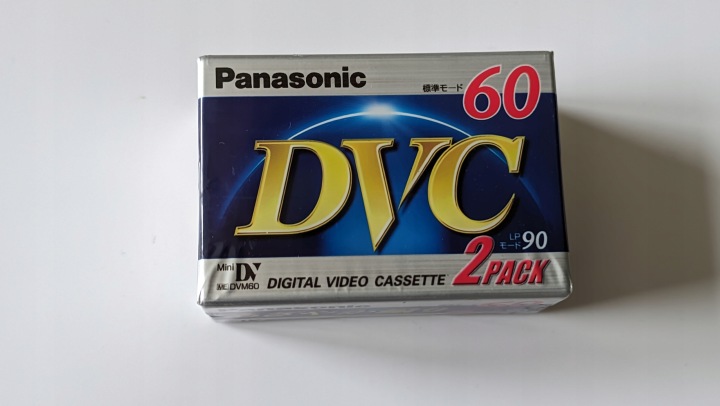 Panasonic
標準モード 60
DVC
LP
モード 90
Mini DV
DVM60
DIGITAL VIDEO CASSETTE
2PACK